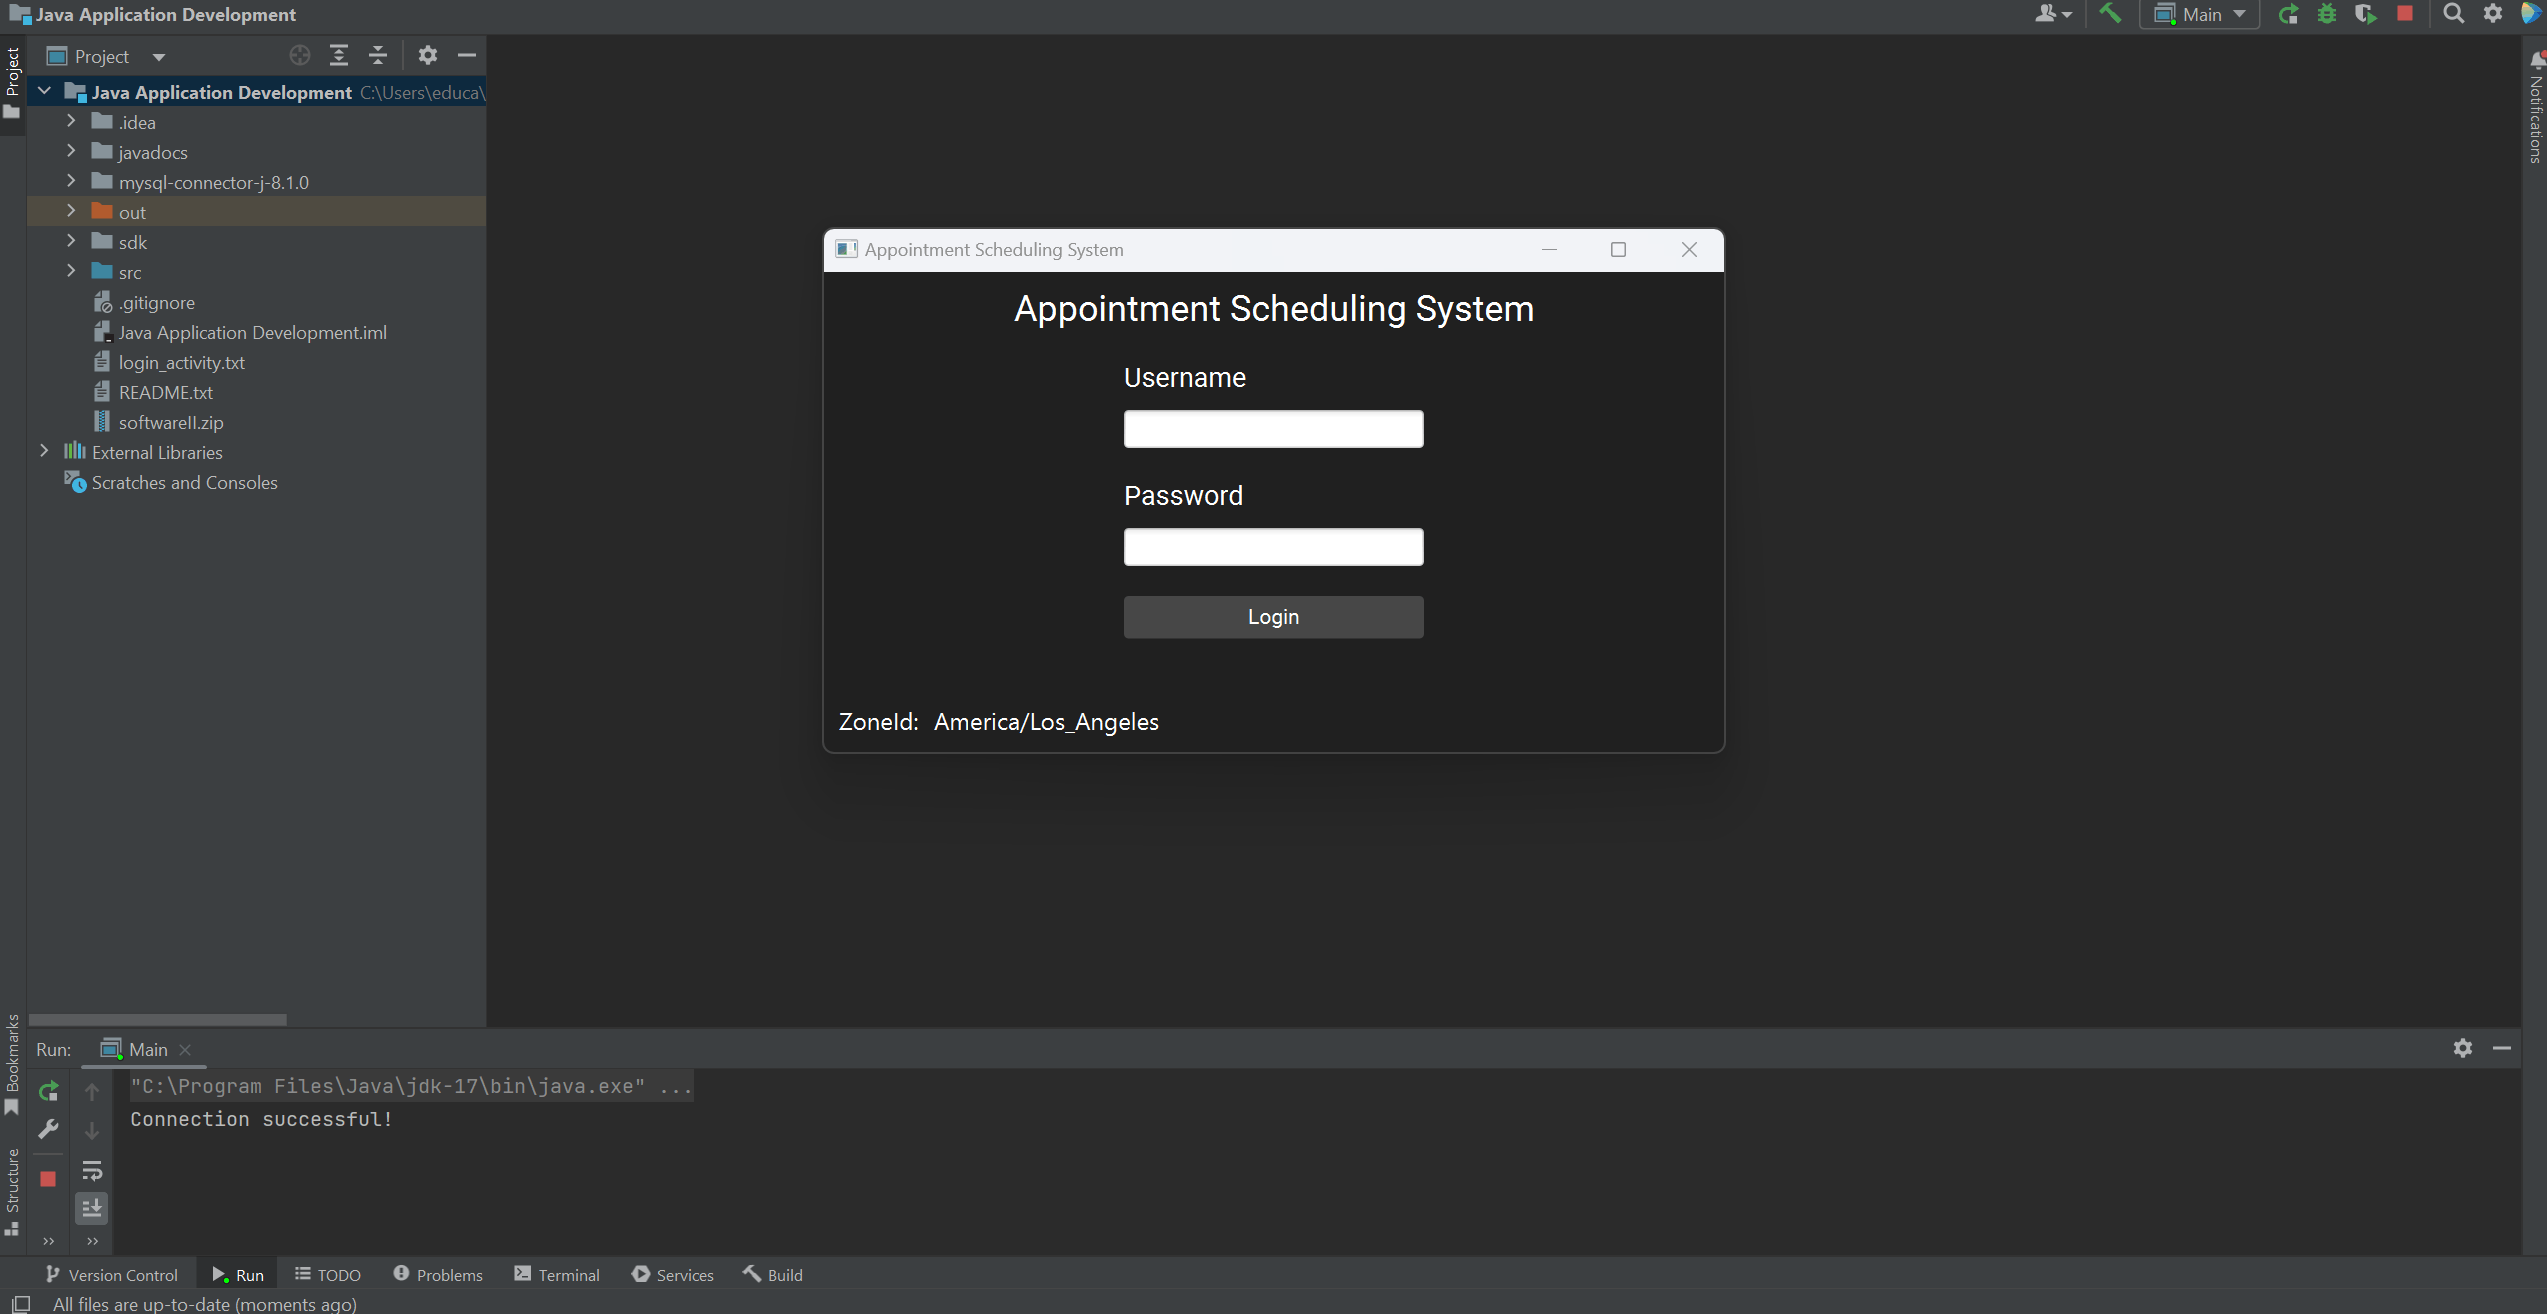 Java Application Development
Main
Project
Project
Java Application Development C:\Users\educa\
.idea
javadocs
mysql-connector-j-8.1.0
out
sdk
src
.gitignore
Java Application Development.iml
login_activity.txt
README.txt
softwareII.zip
External Libraries
Scratches and Consoles
Notifications
Appointment Scheduling System
Appointment Scheduling System
Username
Password
Login
ZoneId: America/Los_Angeles
Bookmarks
Structure
Run: Main
"C:\Program Files\Java\jdk-17\bin\java.exe" ...
Connection successful!
Version Control Run TODO Problems Terminal Services Build
All files are up-to-date (moments ago)